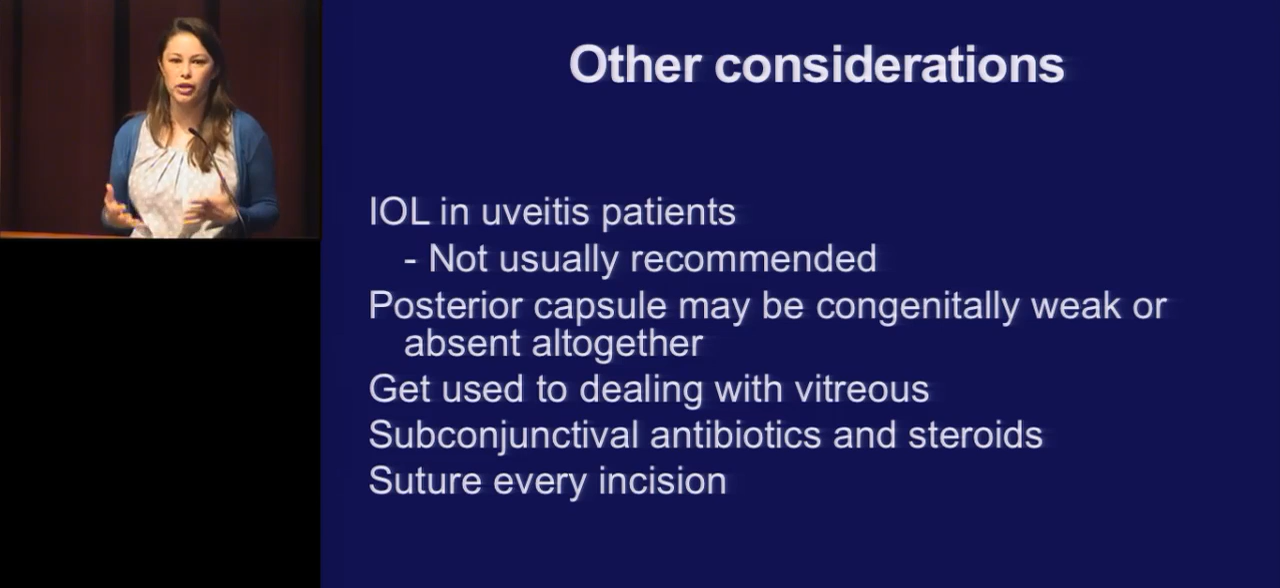 Other considerations
IOL in uveitis patients
- Not usually recommended
Posterior capsule may be congenitally weak or
absent altogether
Get used to dealing with vitreous
Subconjunctival antibiotics and steroids
Suture every incision